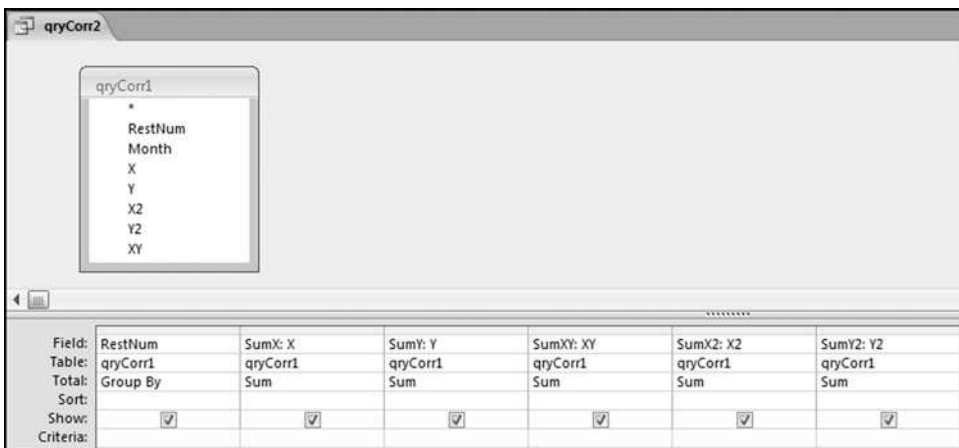 qryCorr2
qryCorr1
*
RestNum
Month
X
Y
X2
Y2
XY
Field: RestNum SumX: X SumY: Y SumXY: XY SumX2: X2 SumY2: Y2
Table: qryCorr1 qryCorr1 qryCorr1 qryCorr1 qryCorr1 qryCorr1
Total: Group By Sum Sum Sum Sum Sum
Sort:
Show:
Criteria: